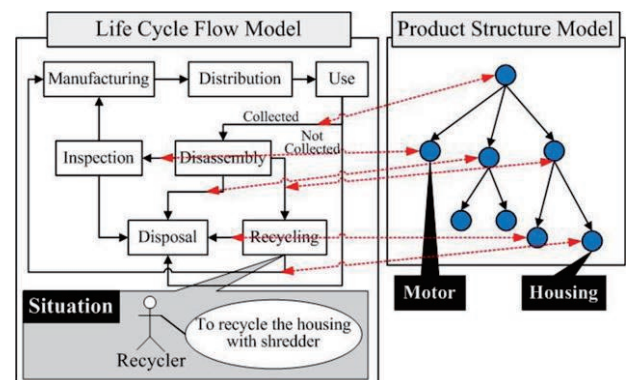 Life Cycle Flow Model
Product Structure Model
Manufacturing
Distribution
Use
Collected
Not
Collected
Inspection
Disassembly
Disposal
Recycling
Motor
Housing
Situation
To recycle the housing
with shredder
Recycler